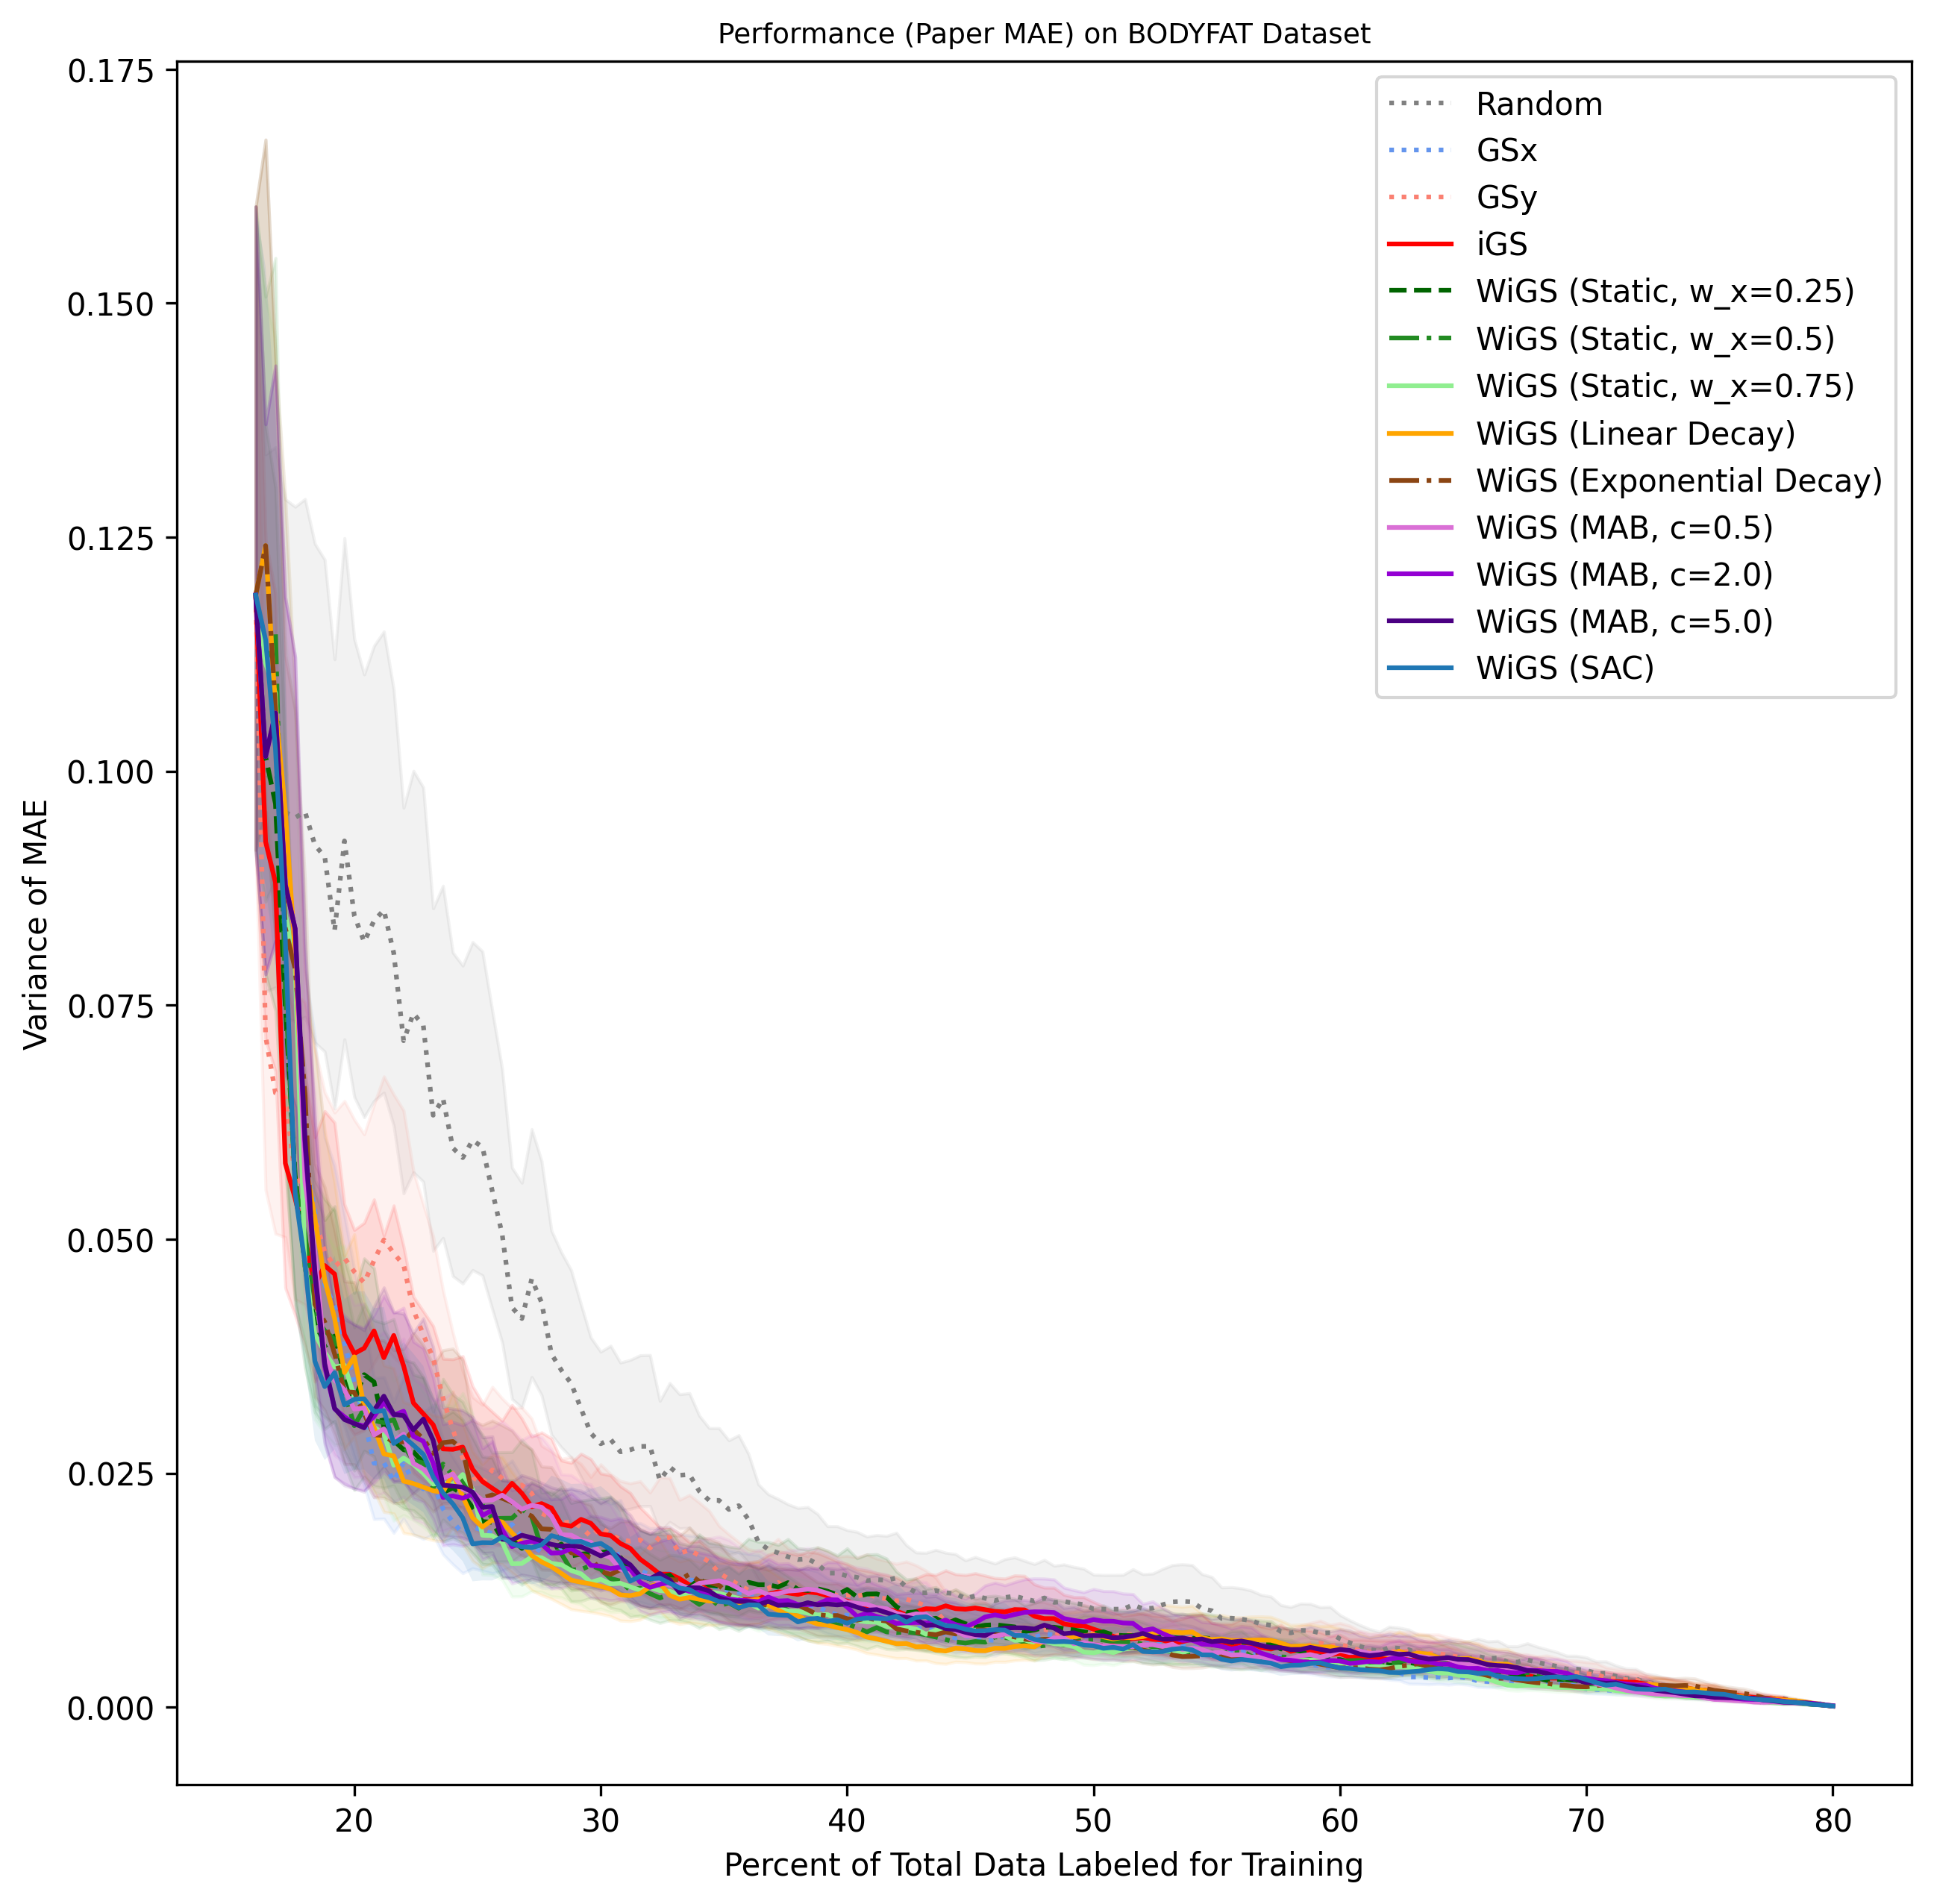 Performance (Paper MAE) on BODYFAT Dataset
0.175
0.150
0.125
0.100
0.075
0.050
0.025
0.000
Variance of MAE
Random
GSx
GSy
iGS
WiGS (Static, w_x=0.25)
WiGS (Static, w_x=0.5)
WiGS (Static, w_x=0.75)
WiGS (Linear Decay)
WiGS (Exponential Decay)
WiGS (MAB, c=0.5)
WiGS (MAB, c=2.0)
WiGS (MAB, c=5.0)
WiGS (SAC)
20 30 40 50 60 70 80
Percent of Total Data Labeled for Training